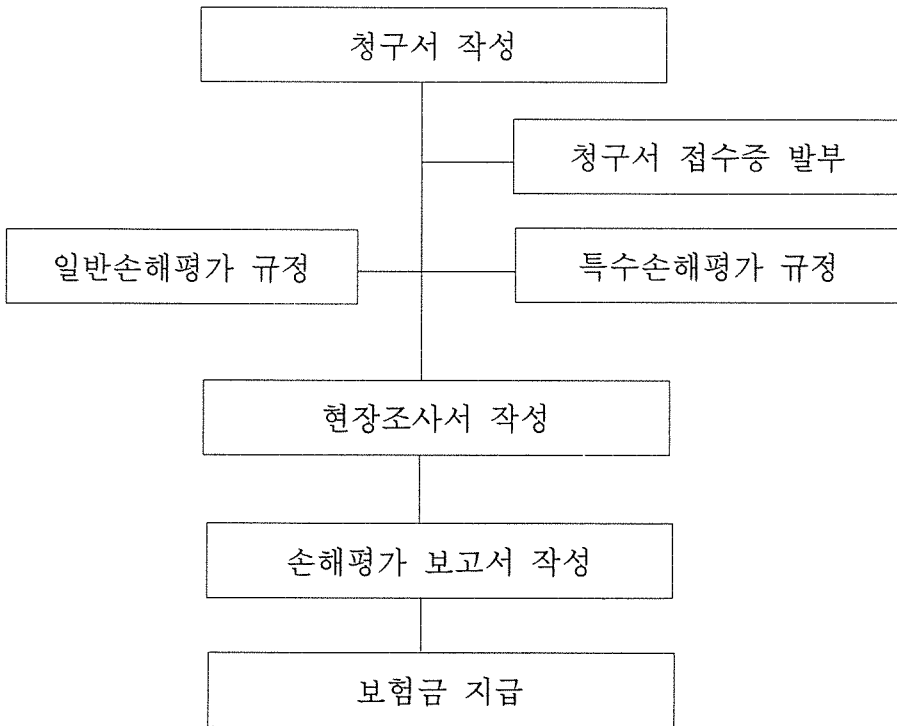 청구서 작성
청구서 접수증 발부
일반손해평가 규정
특수손해평가 규정
현장조사서 작성
손해평가 보고서 작성
보험금 지급